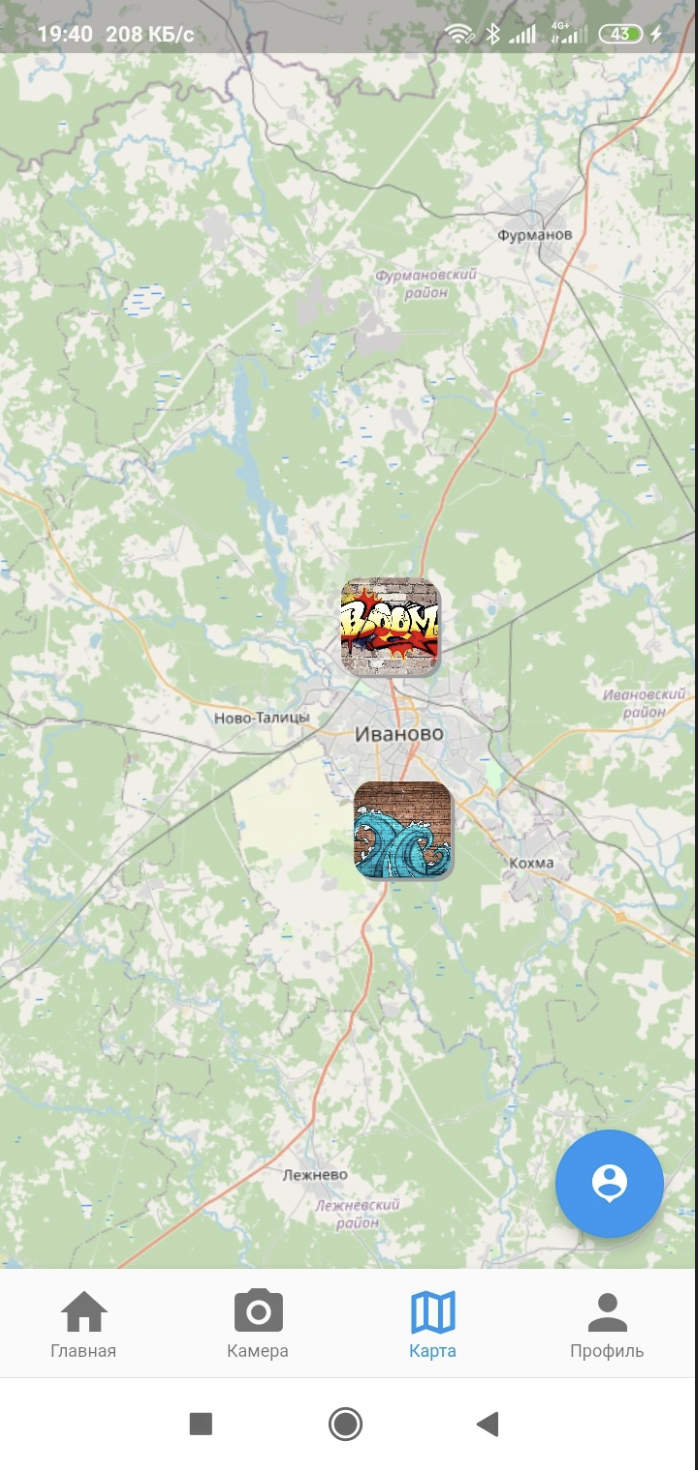 19:40 208 КБ/с 4G+ 43
Фурманов
Фурмановский
район
BOOM
Ивановский
район
Ново-Талицы
Иваново
Кохма
Лежнево
Лежневский
район
Главная Камера Карта Профиль